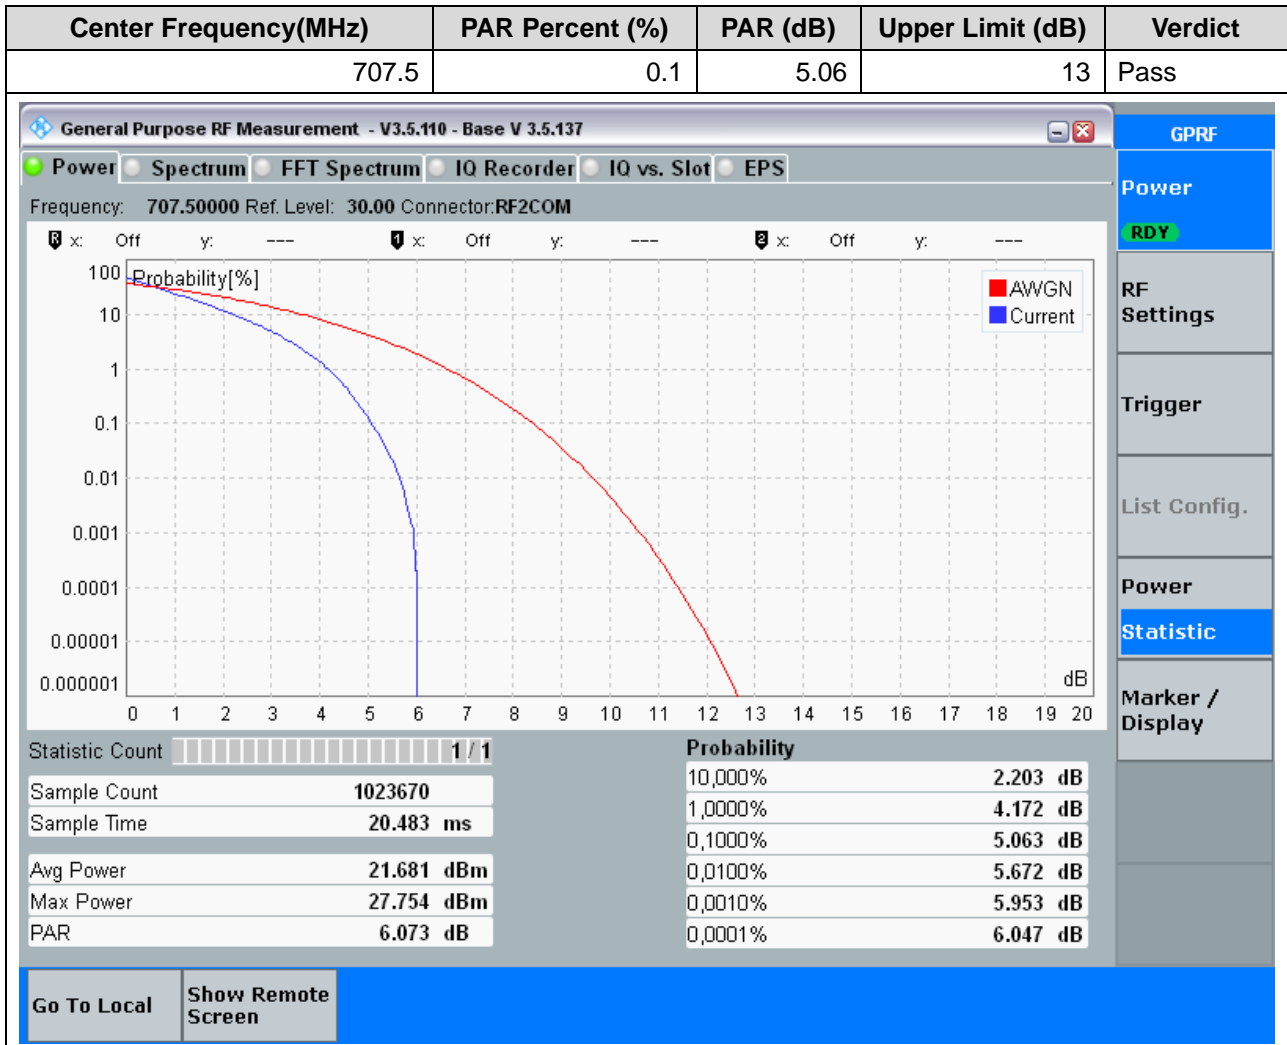 Center Frequency(MHz) PAR Percent (%) PAR (dB) Upper Limit (dB) Verdict
707.5 0.1 5.06 13 Pass
General Purpose RF Measurement - V3.5.110 - Base V 3.5.137
GPRF
Power Spectrum FFT Spectrum IQ Recorder IQ vs. Slot EPS
Frequency: 707.50000 Ref. Level: 30.00 Connector:RF2COM
R x: Off y: --- 1 x: Off y: --- 2 x: Off y: ---
Probability[%]
AWGN
Current
100
10
1
0.1
0.01
0.001
0.0001
0.00001
0.000001
dB
0 1 2 3 4 5 6 7 8 9 10 11 12 13 14 15 16 17 18 19 20
Statistic Count 1 / 1
Sample Count 1023670
Sample Time 20.483 ms
Avg Power 21.681 dBm
Max Power 27.754 dBm
PAR 6.073 dB
Probability
10,000% 2.203 dB
1,0000% 4.172 dB
0,1000% 5.063 dB
0,0100% 5.672 dB
0,0010% 5.953 dB
0,0001% 6.047 dB
Power
RDY
RF
Settings
Trigger
List Config.
Power
Statistic
Marker /
Display
Go To Local
Show Remote
Screen